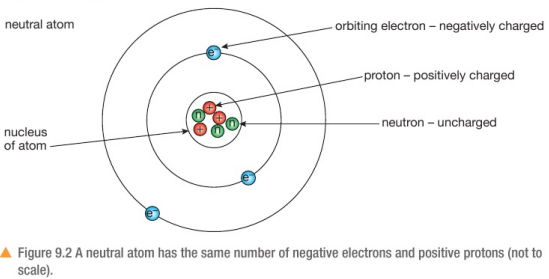 neutral atom
orbiting electron – negatively charged
e⁻
proton – positively charged
+
n
+
neutron – uncharged
n
+
n
nucleus
of atom
e⁻
e⁻
▲ Figure 9.2 A neutral atom has the same number of negative electrons and positive protons (not to
scale).